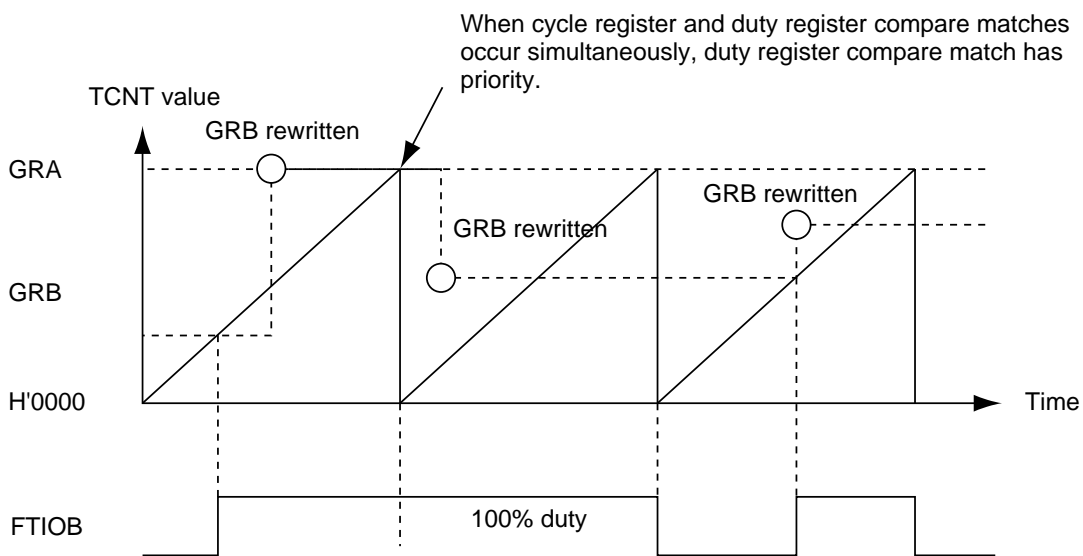 When cycle register and duty register compare matches
occur simultaneously, duty register compare match has
priority.
TCNT value
GRB rewritten
GRA
GRB rewritten
GRB rewritten
GRB
H'0000
Time
FTIOB
100% duty